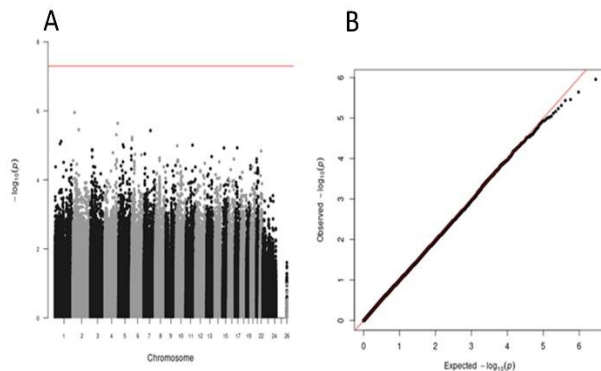 A
B
− log10(p)
8
6
4
2
0
1 2 3 4 5 6 7 8 9 10 11 12 13 15 17 19 22 24 26
Chromosome
Observed −log10(p)
6
5
4
3
2
1
0
0 1 2 3 4 5 6
Expected −log10(p)